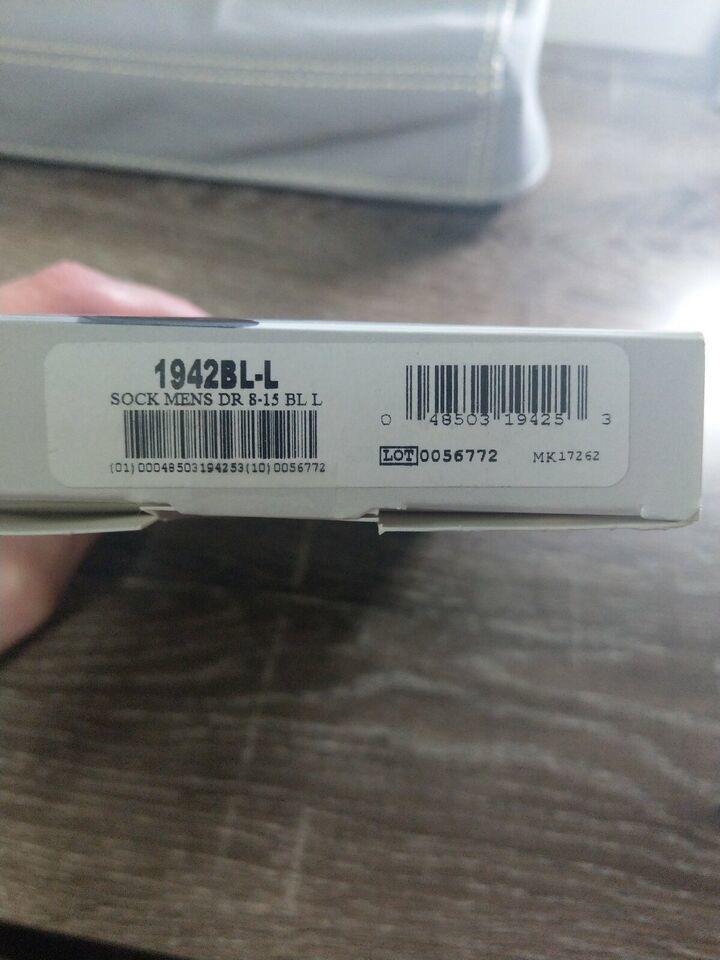 1942BL-L
SOCK MENS DR 8-15 BL L
(01)00048503194253(10)0056772
0 48503 19425 3
LOT 0056772
MK17262